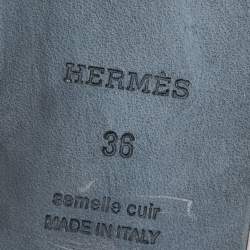 HERMÈS
36
semelle cuir
MADE IN ITALY